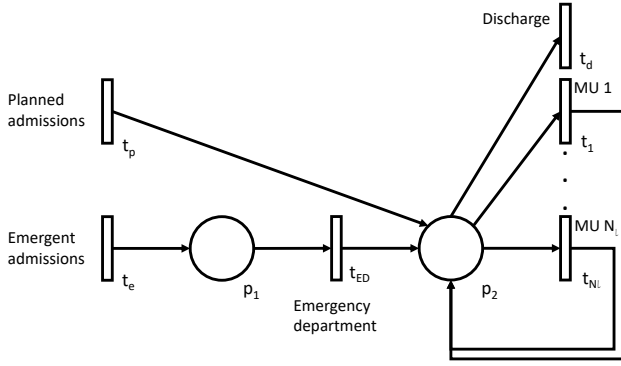 Discharge
t_d
Planned
admissions
MU 1
t_p
t_1
Emergent
admissions
MU N_L
t_e
p_1
t_ED
p_2
t_NL
Emergency
department